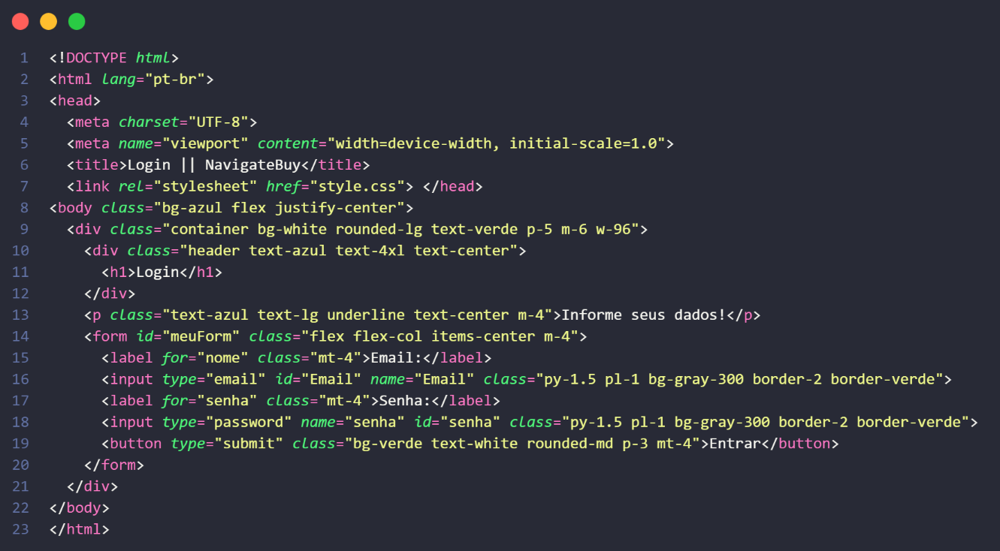 1 <!DOCTYPE html>
2 <html lang="pt-br">
3 <head>
4   <meta charset="UTF-8">
5   <meta name="viewport" content="width=device-width, initial-scale=1.0">
6   <title>Login || NavigateBuy</title>
7   <link rel="stylesheet" href="style.css"> </head>
8 <body class="bg-azul flex justify-center">
9   <div class="container bg-white rounded-lg text-verde p-5 m-6 w-96">
10     <div class="header text-azul text-4xl text-center">
11       <h1>Login</h1>
12     </div>
13     <p class="text-azul text-lg underline text-center m-4">Informe seus dados!</p>
14     <form id="meuForm" class="flex flex-col items-center m-4">
15       <label for="nome" class="mt-4">Email:</label>
16       <input type="email" id="Email" name="Email" class="py-1.5 pl-1 bg-gray-300 border-2 border-verde">
17       <label for="senha" class="mt-4">Senha:</label>
18       <input type="password" name="senha" id="senha" class="py-1.5 pl-1 bg-gray-300 border-2 border-verde">
19       <button type="submit" class="bg-verde text-white rounded-md p-3 mt-4">Entrar</button>
20     </form>
21   </div>
22 </body>
23 </html>